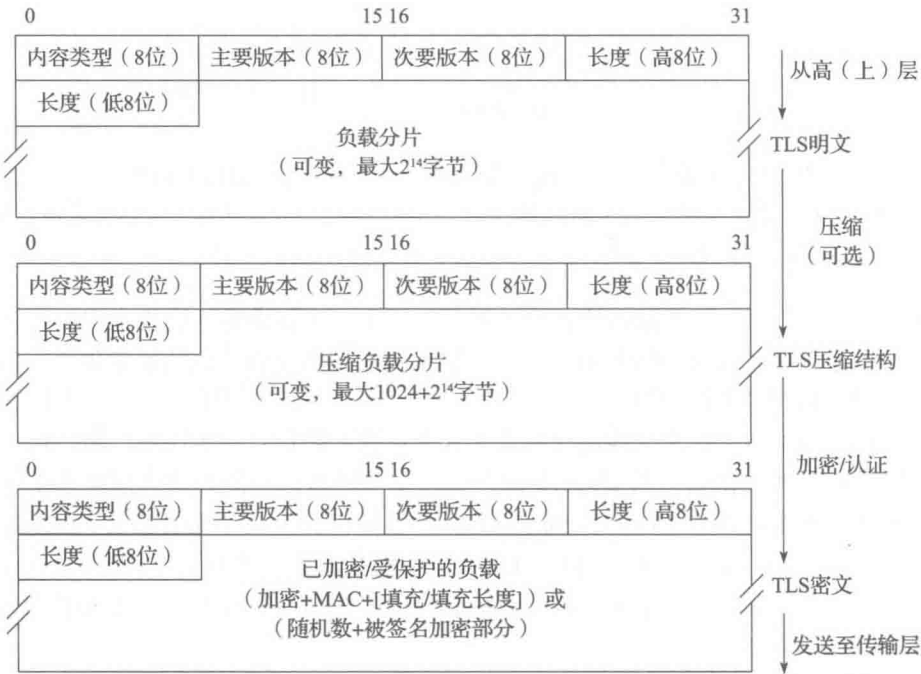 0 15 16 31
内容类型（8位） 主要版本（8位） 次要版本（8位） 长度（高8位）
从高（上）层
长度（低8位）
负载分片
（可变，最大2¹⁴字节）
TLS明文
压缩
（可选）
0 15 16 31
内容类型（8位） 主要版本（8位） 次要版本（8位） 长度（高8位）
长度（低8位）
压缩负载分片
（可变，最大1024+2¹⁴字节）
TLS压缩结构
加密/认证
0 15 16 31
内容类型（8位） 主要版本（8位） 次要版本（8位） 长度（高8位）
长度（低8位）
已加密/受保护的负载
（加密+MAC+[填充/填充长度]）或
（随机数+被签名加密部分）
TLS密文
发送至传输层